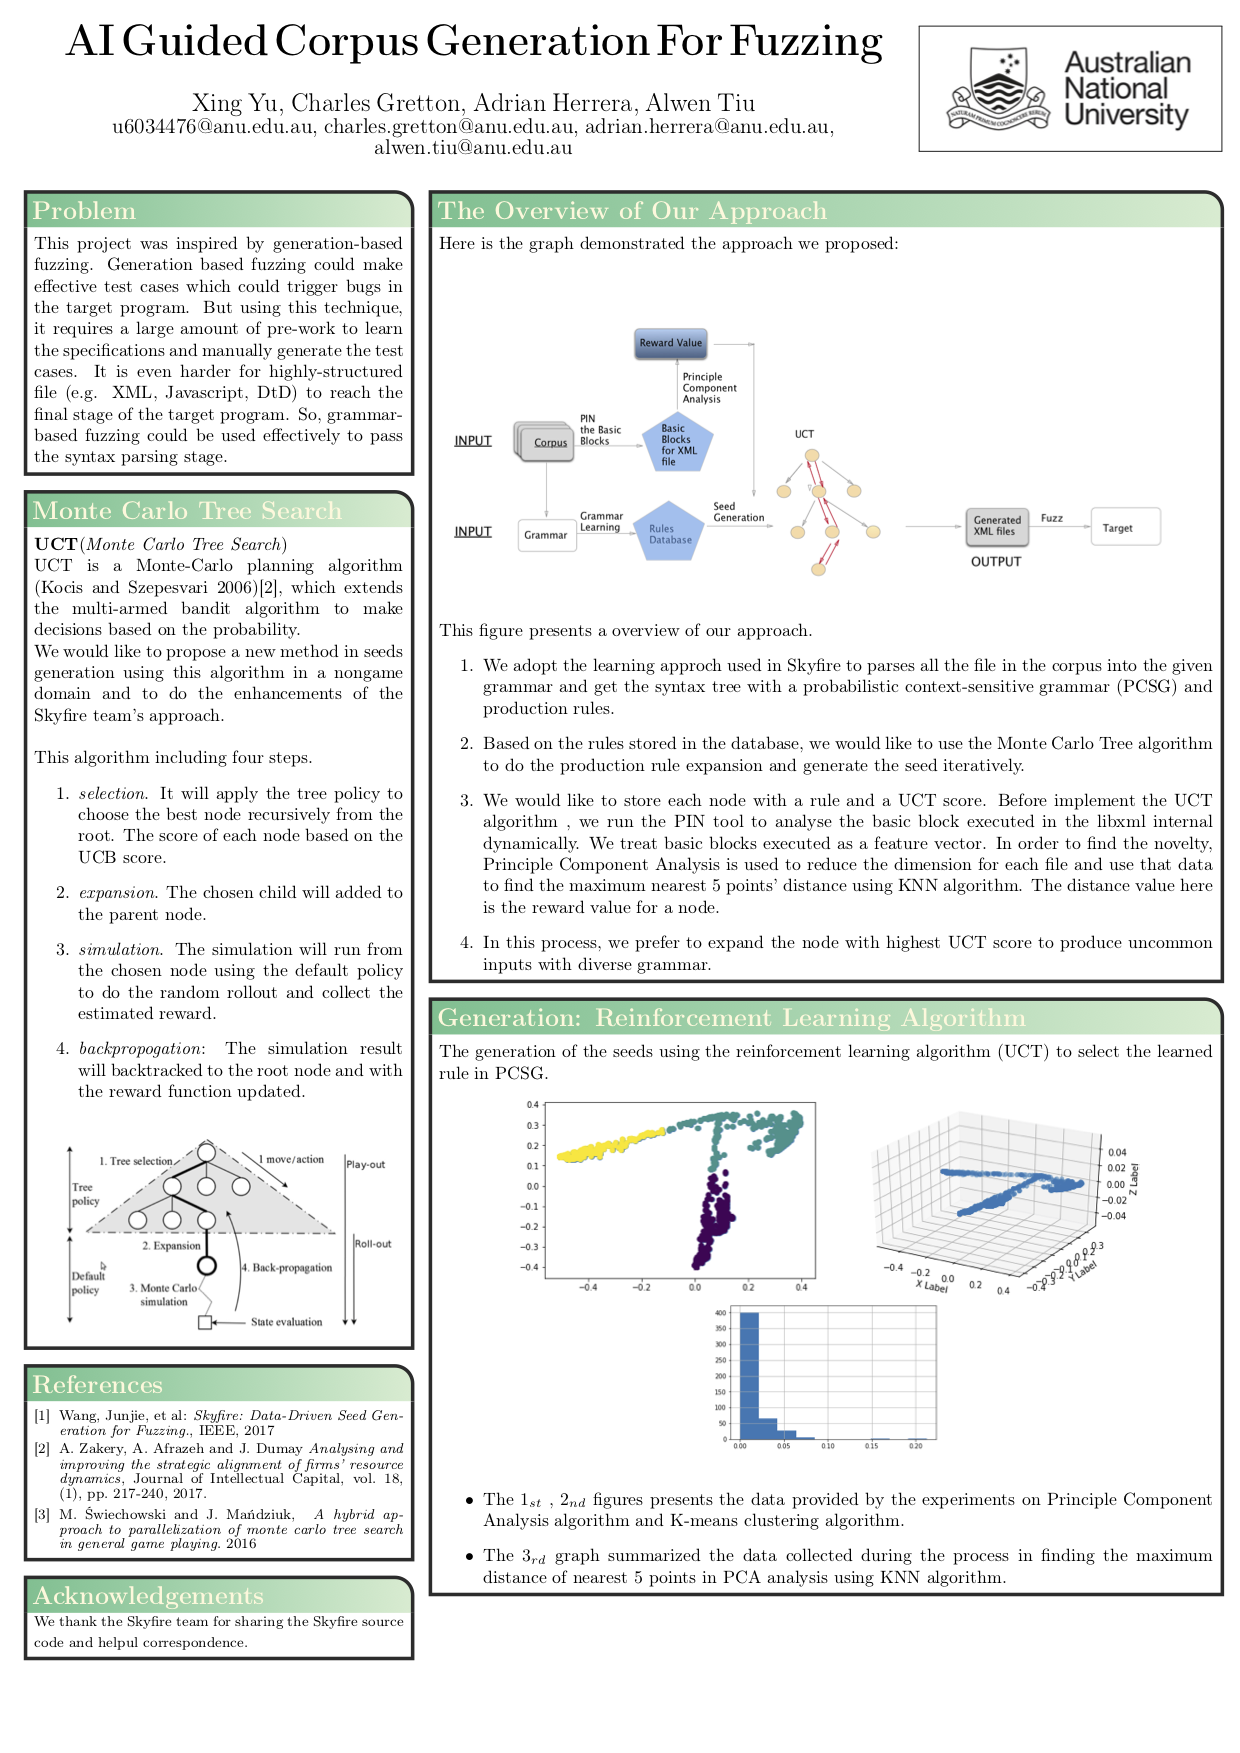 AI Guided Corpus Generation For Fuzzing
Xing Yu, Charles Gretton, Adrian Herrera, Alwen Tiu
u6034476@anu.edu.au, charles.gretton@anu.edu.au, adrian.herrera@anu.edu.au,
alwen.tiu@anu.edu.au
Australian
National
University
Problem
This project was inspired by generation-based
fuzzing. Generation based fuzzing could make
effective test cases which could trigger bugs in
the target program. But using this technique,
it requires a large amount of pre-work to learn
the specifications and manually generate the test
cases. It is even harder for highly-structured
file (e.g. XML, Javascript, DtD) to reach the
final stage of the target program. So, grammar-
based fuzzing could be used effectively to pass
the syntax parsing stage.
Monte Carlo Tree Search
UCT(Monte Carlo Tree Search)
UCT is a Monte-Carlo planning algorithm
(Kocis and Szepesvari 2006)[2], which extends
the multi-armed bandit algorithm to make
decisions based on the probability.
We would like to propose a new method in seeds
generation using this algorithm in a nongame
domain and to do the enhancements of the
Skyfire team's approach.
This algorithm including four steps.
1. selection. It will apply the tree policy to
choose the best node recursively from the
root. The score of each node based on the
UCB score.
2. expansion. The chosen child will added to
the parent node.
3. simulation. The simulation will run from
the chosen node using the default policy
to do the random rollout and collect the
estimated reward.
4. backpropogation: The simulation result
will backtracked to the root node and with
the reward function updated.
1. Tree selection
1 move/action
Play-out
Tree
policy
2. Expansion
Roll-out
Default
policy
4. Back-propagation
3. Monte Carlo
simulation
State evaluation
References
[1] Wang, Junjie, et al: Skyfire: Data-Driven Seed Gen-
eration for Fuzzing., IEEE, 2017
[2] A. Zakery, A. Afrazeh and J. Dumay Analysing and
improving the strategic alignment of firms' resource
dynamics, Journal of Intellectual Capital, vol. 18,
(1), pp. 217-240, 2017.
[3] M. Świechowski and J. Mańdziuk, A hybrid ap-
proach to parallelization of monte carlo tree search
in general game playing. 2016
Acknowledgements
We thank the Skyfire team for sharing the Skyfire source
code and helpul correspondence.
The Overview of Our Approach
Here is the graph demonstrated the approach we proposed:
Reward Value
Principle
Component
Analysis
INPUT
Corpus
PIN
the Basic
Blocks
Basic
Blocks
for XML
file
UCT
INPUT
Grammar
Grammar
Learning
Rules
Database
Seed
Generation
Generated
XML files
Fuzz
Target
OUTPUT
This figure presents a overview of our approach.
1. We adopt the learning approch used in Skyfire to parses all the file in the corpus into the given
grammar and get the syntax tree with a probabilistic context-sensitive grammar (PCSG) and
production rules.
2. Based on the rules stored in the database, we would like to use the Monte Carlo Tree algorithm
to do the production rule expansion and generate the seed iteratively.
3. We would like to store each node with a rule and a UCT score. Before implement the UCT
algorithm , we run the PIN tool to analyse the basic block executed in the libxml internal
dynamically. We treat basic blocks executed as a feature vector. In order to find the novelty,
Principle Component Analysis is used to reduce the dimension for each file and use that data
to find the maximum nearest 5 points' distance using KNN algorithm. The distance value here
is the reward value for a node.
4. In this process, we prefer to expand the node with highest UCT score to produce uncommon
inputs with diverse grammar.
Generation: Reinforcement Learning Algorithm
The generation of the seeds using the reinforcement learning algorithm (UCT) to select the learned
rule in PCSG.
0.4
0.3
0.2
0.1
0.0
−0.1
−0.2
−0.3
−0.4
−0.4 −0.2 0.0 0.2 0.4
0.04
0.02
0.00
−0.02
−0.04
Z Label
−0.4 −0.2 0.0 0.2 0.4
X Label
−0.4 −0.3 −0.2 −0.1 0.0 0.1 0.2 0.3
Y Label
400
350
300
250
200
150
100
50
0
0.00 0.05 0.10 0.15 0.20
• The 1st , 2nd figures presents the data provided by the experiments on Principle Component
Analysis algorithm and K-means clustering algorithm.
• The 3rd graph summarized the data collected during the process in finding the maximum
distance of nearest 5 points in PCA analysis using KNN algorithm.